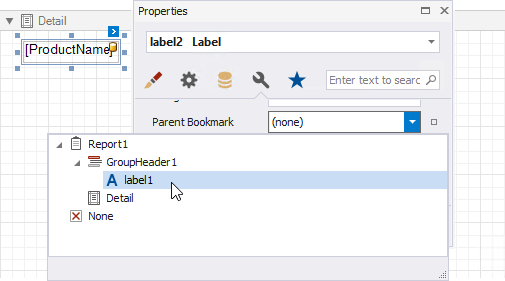 Detail
[ProductName]
Properties
label2 Label
Enter text to searc
Parent Bookmark
(none)
Report1
GroupHeader1
A label1
Detail
None